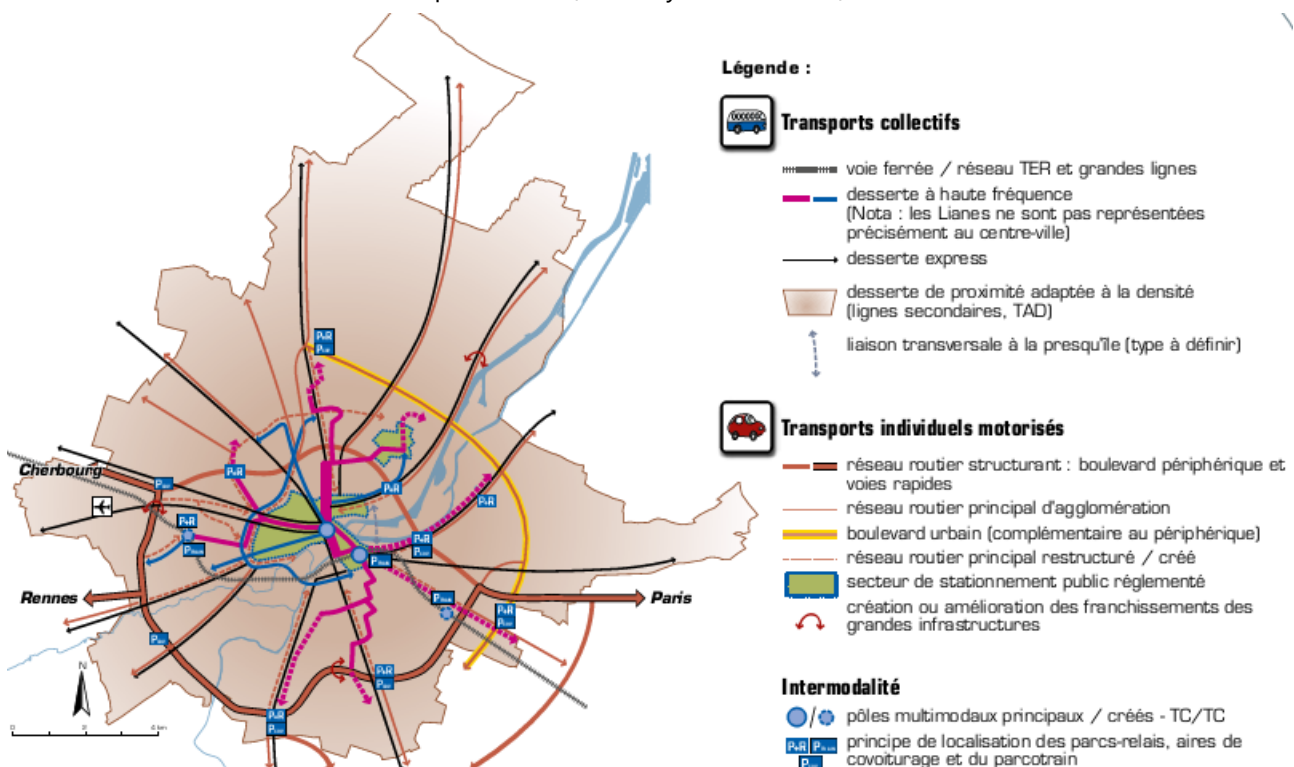 Légende :
Transports collectifs
voie ferrée / réseau TER et grandes lignes
desserte à haute fréquence
(Nota : les Lianes ne sont pas représentées
précisément au centre-ville)
desserte express
desserte de proximité adaptée à la densité
(lignes secondaires, TAD)
liaison transversale à la presqu'île (type à définir)
Transports individuels motorisés
réseau routier structurant : boulevard périphérique et
voies rapides
réseau routier principal d'agglomération
boulevard urbain (complémentaire au périphérique)
réseau routier principal restructuré / créé
secteur de stationnement public réglementé
création ou amélioration des franchissements des
grandes infrastructures
Intermodalité
pôles multimodaux principaux / créés - TC/TC
P+R
principe de localisation des parcs-relais, aires de
covoiturage et du parcotrain
Cherbourg
Rennes
Paris
P+R
P+R
P+R
P+R
P+R
P+R
P+R
P+R
P+R
N
0
2
4 km